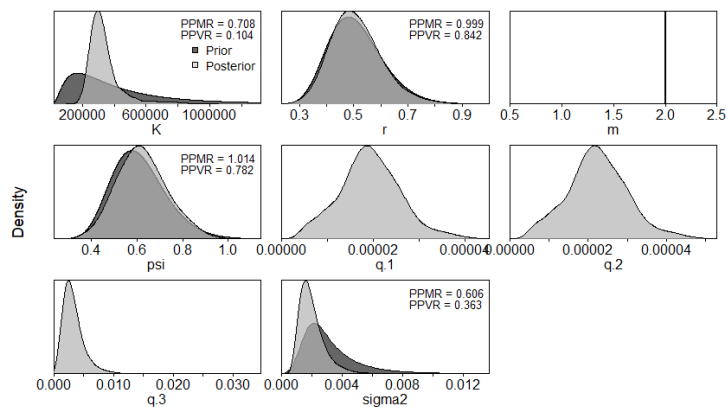 PPMR = 0.708
PPVR = 0.104
Prior
Posterior
200000 600000 1000000
K
PPMR = 0.999
PPVR = 0.842
0.3 0.5 0.7 0.9
r
0.5 1.0 1.5 2.0 2.5
m
Density
PPMR = 1.014
PPVR = 0.782
0.4 0.6 0.8 1.0
psi
0.00000 0.00002 0.00004
q.1
0.00000 0.00002 0.00004
q.2
0.000 0.010 0.020 0.030
q.3
PPMR = 0.606
PPVR = 0.363
0.000 0.004 0.008 0.012
sigma2